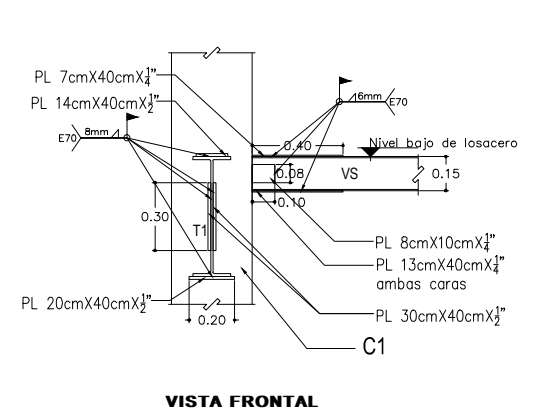 PL 7cmX40cmX1/4"
PL 14cmX40cmX1/2"
6mm
E70
8mm
E70
0.40
Nivel bajo de losacero
0.08
VS
0.15
0.10
0.30
T1
PL 8cmX10cmX1/4"
PL 13cmX40cmX1/4"
ambas caras
PL 20cmX40cmX1/2"
0.20
PL 30cmX40cmX1/2"
C1
VISTA FRONTAL